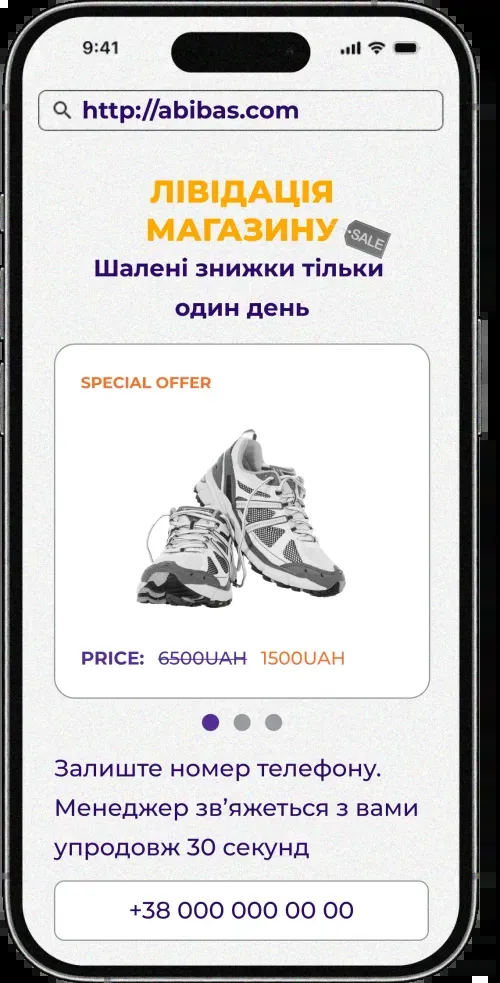 9:41
http://abibas.com
ЛІВІДАЦІЯ
МАГАЗИНУ
SALE
Шалені знижки тільки
один день
SPECIAL OFFER
PRICE: 6500UAH 1500UAH
Залиште номер телефону.
Менеджер зв’яжеться з вами
упродовж 30 секунд
+38 000 000 00 00